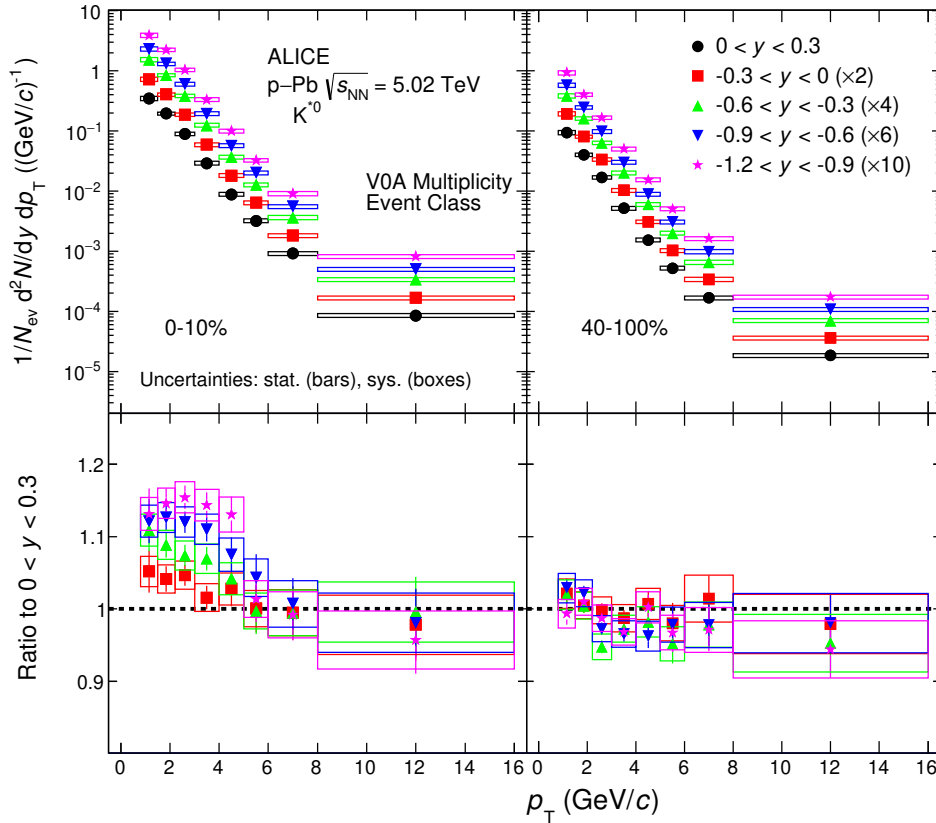 1/N_ev d²N/dy dp_T ((GeV/c)⁻¹)
10
1
10⁻¹
10⁻²
10⁻³
10⁻⁴
10⁻⁵
ALICE
p–Pb √s_NN = 5.02 TeV
K*⁰
V0A Multiplicity
Event Class
0-10%
Uncertainties: stat. (bars), sys. (boxes)
0 < y < 0.3
-0.3 < y < 0 (×2)
-0.6 < y < -0.3 (×4)
-0.9 < y < -0.6 (×6)
-1.2 < y < -0.9 (×10)
40-100%
Ratio to 0 < y < 0.3
1.2
1.1
1
0.9
0 2 4 6 8 10 12 14 16
0 2 4 6 8 10 12 14 16
p_T (GeV/c)